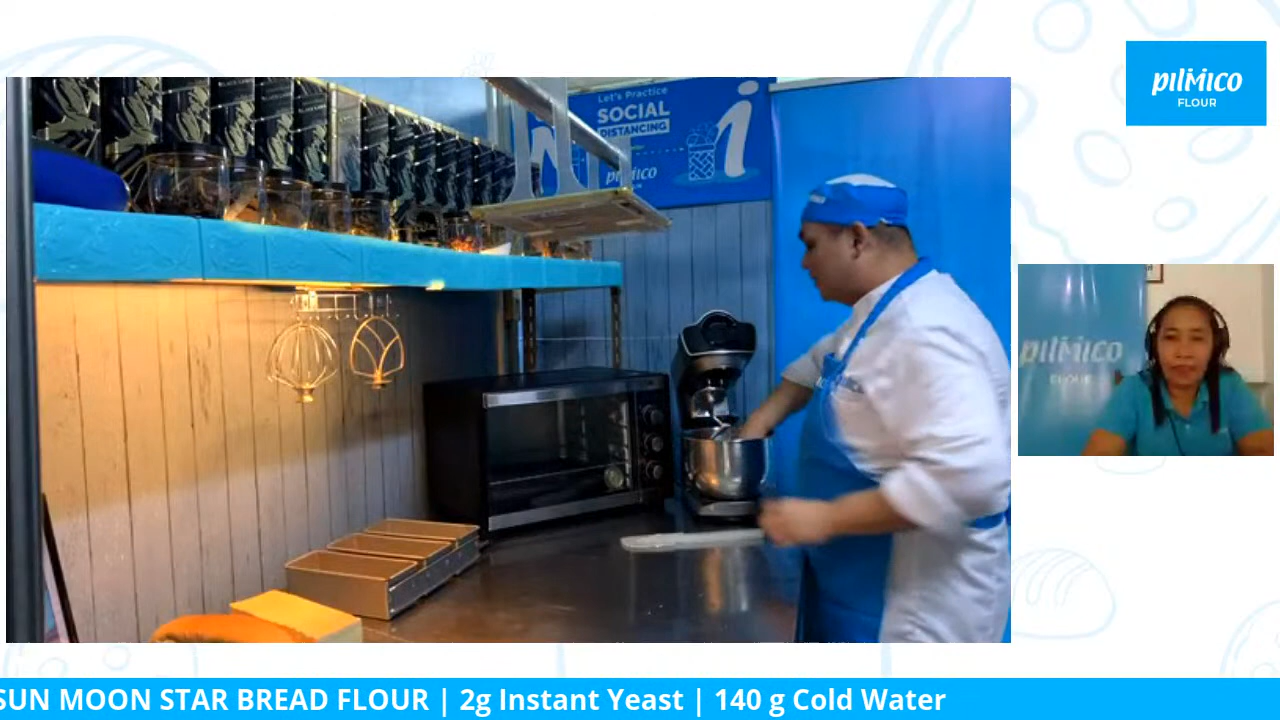 PILMICO
FLOUR
Let's Practice
SOCIAL
DISTANCING
pilmico
PILMICO
FLOUR
SUN MOON STAR BREAD FLOUR | 2g Instant Yeast | 140 g Cold Water